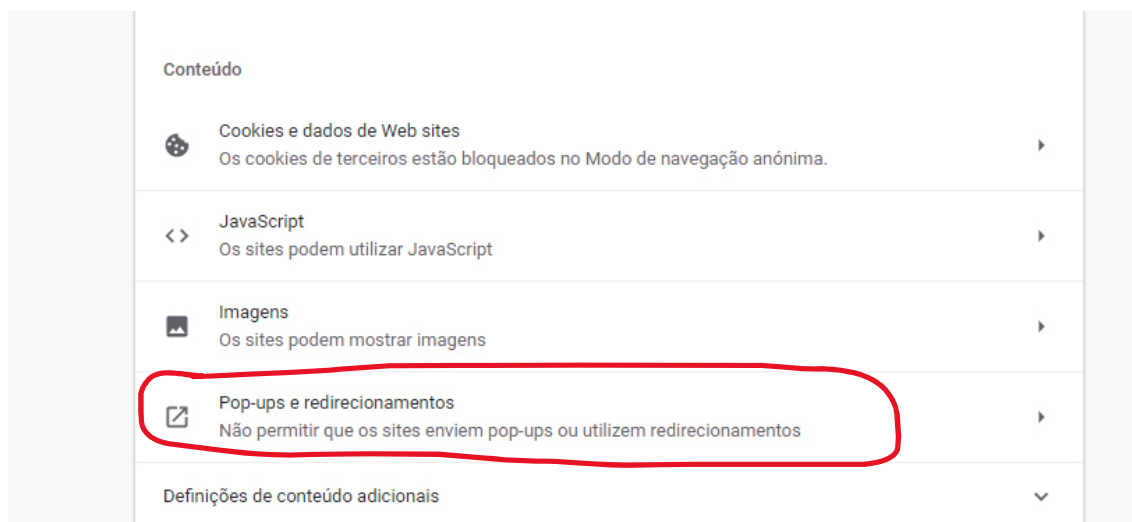 Conteúdo
Cookies e dados de Web sites
Os cookies de terceiros estão bloqueados no Modo de navegação anónima.
JavaScript
Os sites podem utilizar JavaScript
Imagens
Os sites podem mostrar imagens
Pop-ups e redirecionamentos
Não permitir que os sites enviem pop-ups ou utilizem redirecionamentos
Definições de conteúdo adicionais